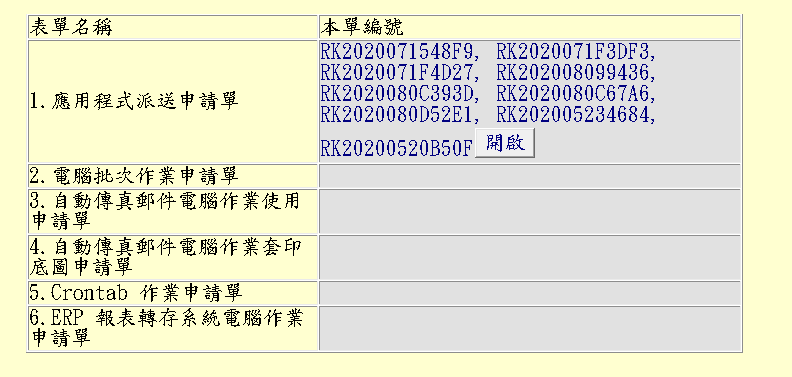 表單名稱
本單編號
1.應用程式派送申請單
RK2020071548F9, RK2020071F3DF3,
RK2020071F4D27, RK202008099436,
RK2020080C393D, RK2020080C67A6,
RK2020080D52E1, RK202005234684,
RK20200520B50F 開啟
2.電腦批次作業申請單
3.自動傳真郵件電腦作業使用
申請單
4.自動傳真郵件電腦作業套印
底圖申請單
5.Crontab 作業申請單
6.ERP 報表轉存系統電腦作業
申請單